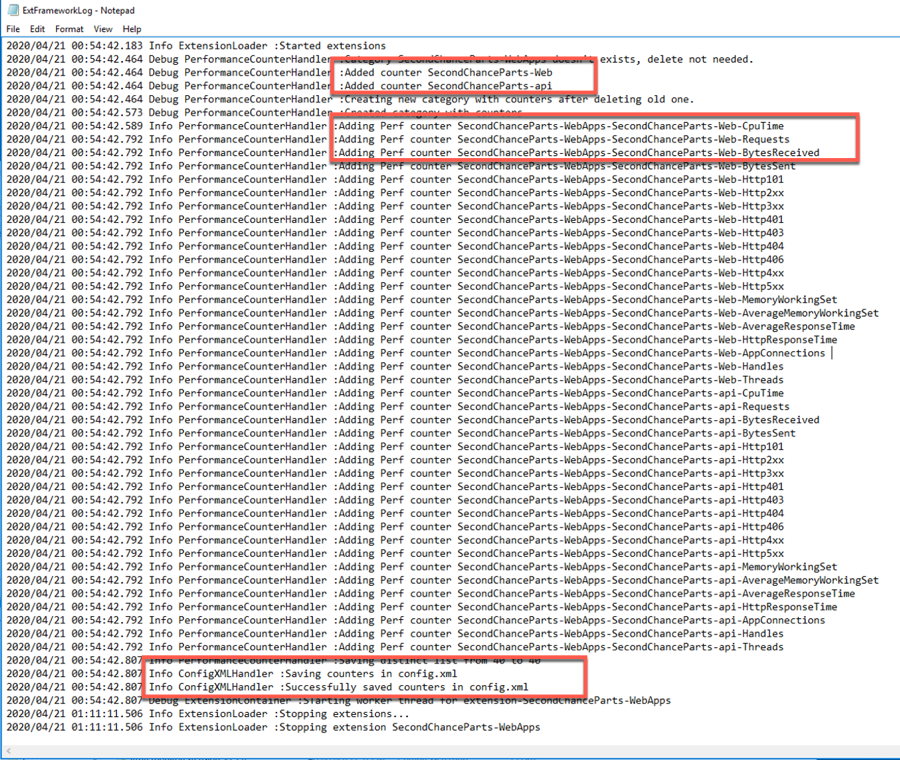 ExtFrameworkLog - Notepad
File Edit Format View Help
2020/04/21 00:54:42.183 Info ExtensionLoader :Started extensions
2020/04/21 00:54:42.464 Debug PerformanceCounterHandler :Category SecondChanceParts-WebApps doesn't exists, delete not needed.
2020/04/21 00:54:42.464 Debug PerformanceCounterHandler :Added counter SecondChanceParts-Web
2020/04/21 00:54:42.464 Debug PerformanceCounterHandler :Added counter SecondChanceParts-api
2020/04/21 00:54:42.464 Debug PerformanceCounterHandler :Creating new category with counters after deleting old one.
2020/04/21 00:54:42.573 Debug PerformanceCounterHandler :Created category with counters
2020/04/21 00:54:42.589 Info PerformanceCounterHandler :Adding Perf counter SecondChanceParts-WebApps-SecondChanceParts-Web-CpuTime
2020/04/21 00:54:42.792 Info PerformanceCounterHandler :Adding Perf counter SecondChanceParts-WebApps-SecondChanceParts-Web-Requests
2020/04/21 00:54:42.792 Info PerformanceCounterHandler :Adding Perf counter SecondChanceParts-WebApps-SecondChanceParts-Web-BytesReceived
2020/04/21 00:54:42.792 Info PerformanceCounterHandler :Adding Perf counter SecondChanceParts-WebApps-SecondChanceParts-Web-BytesSent
2020/04/21 00:54:42.792 Info PerformanceCounterHandler :Adding Perf counter SecondChanceParts-WebApps-SecondChanceParts-Web-Http101
2020/04/21 00:54:42.792 Info PerformanceCounterHandler :Adding Perf counter SecondChanceParts-WebApps-SecondChanceParts-Web-Http2xx
2020/04/21 00:54:42.792 Info PerformanceCounterHandler :Adding Perf counter SecondChanceParts-WebApps-SecondChanceParts-Web-Http3xx
2020/04/21 00:54:42.792 Info PerformanceCounterHandler :Adding Perf counter SecondChanceParts-WebApps-SecondChanceParts-Web-Http401
2020/04/21 00:54:42.792 Info PerformanceCounterHandler :Adding Perf counter SecondChanceParts-WebApps-SecondChanceParts-Web-Http403
2020/04/21 00:54:42.792 Info PerformanceCounterHandler :Adding Perf counter SecondChanceParts-WebApps-SecondChanceParts-Web-Http404
2020/04/21 00:54:42.792 Info PerformanceCounterHandler :Adding Perf counter SecondChanceParts-WebApps-SecondChanceParts-Web-Http406
2020/04/21 00:54:42.792 Info PerformanceCounterHandler :Adding Perf counter SecondChanceParts-WebApps-SecondChanceParts-Web-Http4xx
2020/04/21 00:54:42.792 Info PerformanceCounterHandler :Adding Perf counter SecondChanceParts-WebApps-SecondChanceParts-Web-Http5xx
2020/04/21 00:54:42.792 Info PerformanceCounterHandler :Adding Perf counter SecondChanceParts-WebApps-SecondChanceParts-Web-MemoryWorkingSet
2020/04/21 00:54:42.792 Info PerformanceCounterHandler :Adding Perf counter SecondChanceParts-WebApps-SecondChanceParts-Web-AverageMemoryWorkingSet
2020/04/21 00:54:42.792 Info PerformanceCounterHandler :Adding Perf counter SecondChanceParts-WebApps-SecondChanceParts-Web-AverageResponseTime
2020/04/21 00:54:42.792 Info PerformanceCounterHandler :Adding Perf counter SecondChanceParts-WebApps-SecondChanceParts-Web-HttpResponseTime
2020/04/21 00:54:42.792 Info PerformanceCounterHandler :Adding Perf counter SecondChanceParts-WebApps-SecondChanceParts-Web-AppConnections
2020/04/21 00:54:42.792 Info PerformanceCounterHandler :Adding Perf counter SecondChanceParts-WebApps-SecondChanceParts-Web-Handles
2020/04/21 00:54:42.792 Info PerformanceCounterHandler :Adding Perf counter SecondChanceParts-WebApps-SecondChanceParts-Web-Threads
2020/04/21 00:54:42.792 Info PerformanceCounterHandler :Adding Perf counter SecondChanceParts-WebApps-SecondChanceParts-api-CpuTime
2020/04/21 00:54:42.792 Info PerformanceCounterHandler :Adding Perf counter SecondChanceParts-WebApps-SecondChanceParts-api-Requests
2020/04/21 00:54:42.792 Info PerformanceCounterHandler :Adding Perf counter SecondChanceParts-WebApps-SecondChanceParts-api-BytesReceived
2020/04/21 00:54:42.792 Info PerformanceCounterHandler :Adding Perf counter SecondChanceParts-WebApps-SecondChanceParts-api-BytesSent
2020/04/21 00:54:42.792 Info PerformanceCounterHandler :Adding Perf counter SecondChanceParts-WebApps-SecondChanceParts-api-Http101
2020/04/21 00:54:42.792 Info PerformanceCounterHandler :Adding Perf counter SecondChanceParts-WebApps-SecondChanceParts-api-Http2xx
2020/04/21 00:54:42.792 Info PerformanceCounterHandler :Adding Perf counter SecondChanceParts-WebApps-SecondChanceParts-api-Http3xx
2020/04/21 00:54:42.792 Info PerformanceCounterHandler :Adding Perf counter SecondChanceParts-WebApps-SecondChanceParts-api-Http401
2020/04/21 00:54:42.792 Info PerformanceCounterHandler :Adding Perf counter SecondChanceParts-WebApps-SecondChanceParts-api-Http403
2020/04/21 00:54:42.792 Info PerformanceCounterHandler :Adding Perf counter SecondChanceParts-WebApps-SecondChanceParts-api-Http404
2020/04/21 00:54:42.792 Info PerformanceCounterHandler :Adding Perf counter SecondChanceParts-WebApps-SecondChanceParts-api-Http406
2020/04/21 00:54:42.792 Info PerformanceCounterHandler :Adding Perf counter SecondChanceParts-WebApps-SecondChanceParts-api-Http4xx
2020/04/21 00:54:42.792 Info PerformanceCounterHandler :Adding Perf counter SecondChanceParts-WebApps-SecondChanceParts-api-Http5xx
2020/04/21 00:54:42.792 Info PerformanceCounterHandler :Adding Perf counter SecondChanceParts-WebApps-SecondChanceParts-api-MemoryWorkingSet
2020/04/21 00:54:42.792 Info PerformanceCounterHandler :Adding Perf counter SecondChanceParts-WebApps-SecondChanceParts-api-AverageMemoryWorkingSet
2020/04/21 00:54:42.792 Info PerformanceCounterHandler :Adding Perf counter SecondChanceParts-WebApps-SecondChanceParts-api-AverageResponseTime
2020/04/21 00:54:42.792 Info PerformanceCounterHandler :Adding Perf counter SecondChanceParts-WebApps-SecondChanceParts-api-HttpResponseTime
2020/04/21 00:54:42.792 Info PerformanceCounterHandler :Adding Perf counter SecondChanceParts-WebApps-SecondChanceParts-api-AppConnections
2020/04/21 00:54:42.792 Info PerformanceCounterHandler :Adding Perf counter SecondChanceParts-WebApps-SecondChanceParts-api-Handles
2020/04/21 00:54:42.792 Info PerformanceCounterHandler :Adding Perf counter SecondChanceParts-WebApps-SecondChanceParts-api-Threads
2020/04/21 00:54:42.807 Info PerformanceCounterHandler :Saving distinct list from 40 to 40
2020/04/21 00:54:42.807 Info ConfigXMLHandler :Saving counters in config.xml
2020/04/21 00:54:42.807 Info ConfigXMLHandler :Successfully saved counters in config.xml
2020/04/21 00:54:42.807 Debug ExtensionContainer :Starting worker thread for extension-SecondChanceParts-WebApps
2020/04/21 01:11:11.506 Info ExtensionLoader :Stopping extensions...
2020/04/21 01:11:11.506 Info ExtensionLoader :Stopping extension SecondChanceParts-WebApps